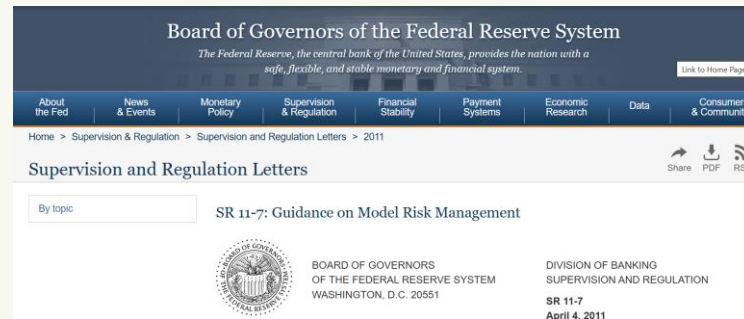 Board of Governors of the Federal Reserve System
The Federal Reserve, the central bank of the United States, provides the nation with a
safe, flexible, and stable monetary and financial system.
Link to Home Page
About the Fed
News & Events
Monetary Policy
Supervision & Regulation
Financial Stability
Payment Systems
Economic Research
Data
Consumer
& Communit
Home > Supervision & Regulation > Supervision and Regulation Letters > 2011
Supervision and Regulation Letters
Share PDF RS
By topic
SR 11-7: Guidance on Model Risk Management
BOARD OF GOVERNORS
OF THE FEDERAL RESERVE SYSTEM
WASHINGTON, D.C. 20551
DIVISION OF BANKING
SUPERVISION AND REGULATION
SR 11-7
April 4, 2011